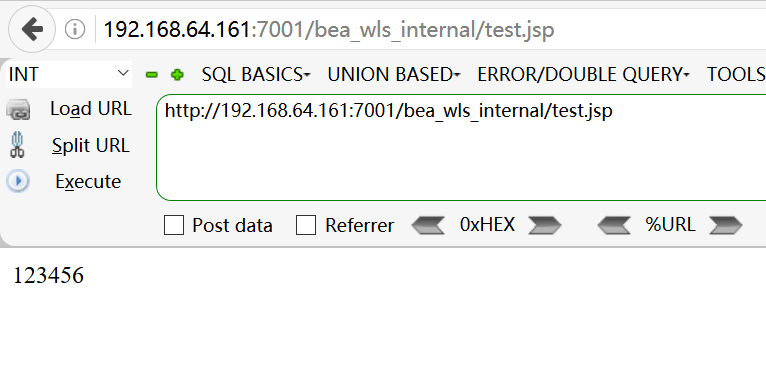 192.168.64.161:7001/bea_wls_internal/test.jsp
INT SQL BASICS UNION BASED ERROR/DOUBLE QUERY TOOLS
Load URL http://192.168.64.161:7001/bea_wls_internal/test.jsp
Split URL
Execute
Post data Referrer 0xHEX %URL
123456